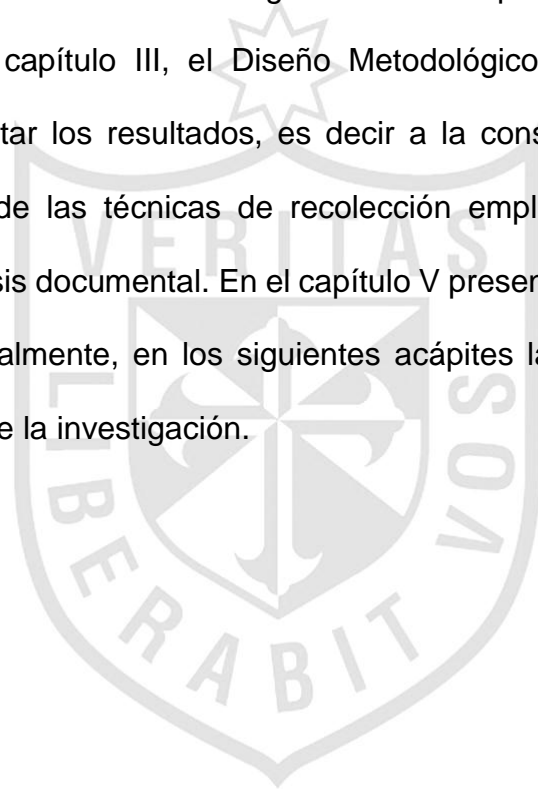 capítulo III, el Diseño Metodológico
tar los resultados, es decir a la cons
de las técnicas de recolección empl
sis documental. En el capítulo V presen
almente, en los siguientes acápites la
e la investigación.
VERITAS
LIBERABIT
VOS